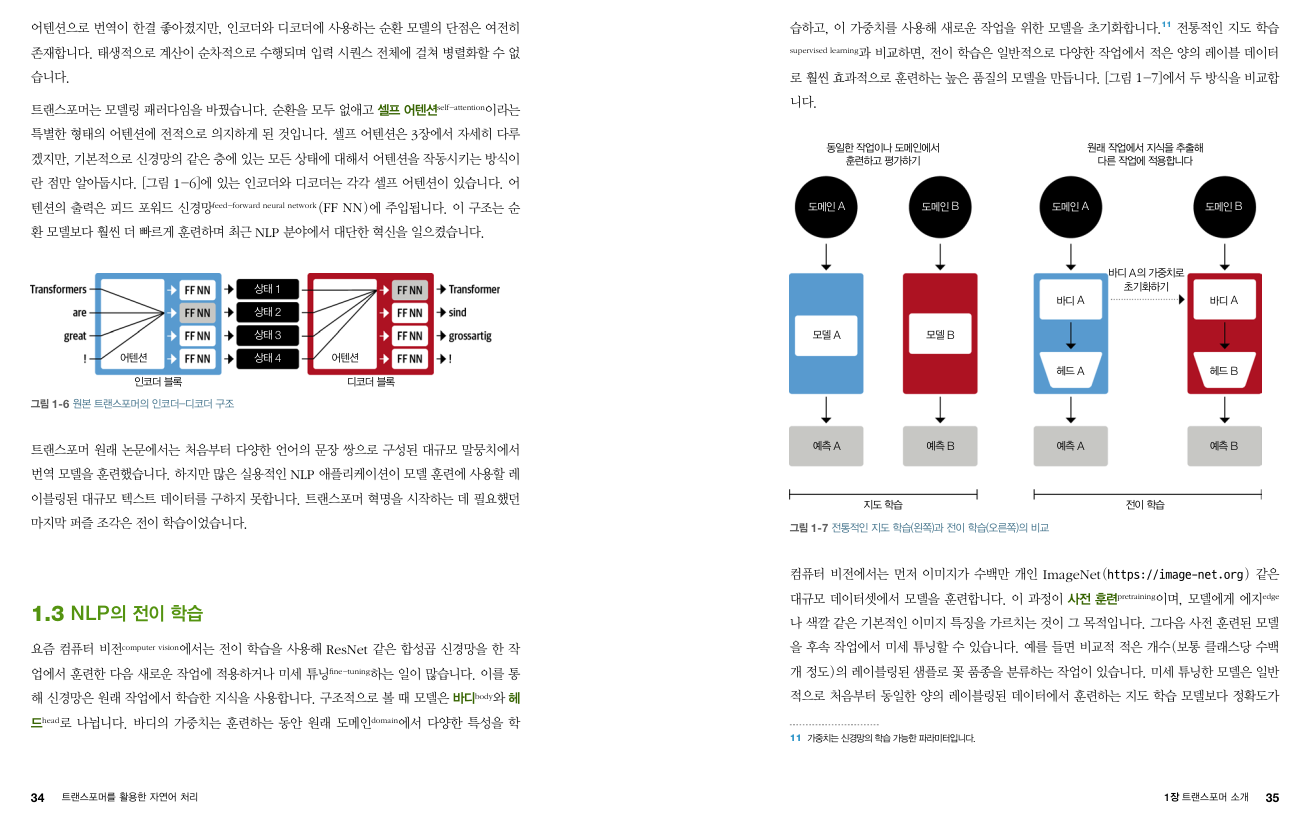 어텐션으로 번역이 한결 좋아졌지만, 인코더와 디코더에 사용하는 순환 모델의 단점은 여전히
존재합니다. 태생적으로 계산이 순차적으로 수행되며 입력 시퀀스 전체에 걸쳐 병렬화할 수 없
습니다.
트랜스포머는 모델링 패러다임을 바꿨습니다. 순환을 모두 없애고 셀프 어텐션self-attention이라는
특별한 형태의 어텐션에 전적으로 의지하게 된 것입니다. 셀프 어텐션은 3장에서 자세히 다루
겠지만, 기본적으로 신경망의 같은 층에 있는 모든 상태에 대해서 어텐션을 작동시키는 방식이
란 점만 알아둡시다. [그림 1-6]에 있는 인코더와 디코더는 각각 셀프 어텐션이 있습니다. 어
텐션의 출력은 피드 포워드 신경망feed-forward neural network(FF NN)에 주입됩니다. 이 구조는 순
환 모델보다 훨씬 더 빠르게 훈련하며 최근 NLP 분야에서 대단한 혁신을 일으켰습니다.
Transformers FF NN 상태 1 FF NN Transformer
are FF NN 상태 2 FF NN sind
great FF NN 상태 3 FF NN grossartig
! 어텐션 FF NN 상태 4 어텐션 FF NN !
인코더 블록 디코더 블록
그림 1-6 원본 트랜스포머의 인코더-디코더 구조
트랜스포머 원래 논문에서는 처음부터 다양한 언어의 문장 쌍으로 구성된 대규모 말뭉치에서
번역 모델을 훈련했습니다. 하지만 많은 실용적인 NLP 애플리케이션이 모델 훈련에 사용할 레
이블링된 대규모 텍스트 데이터를 구하지 못합니다. 트랜스포머 혁명을 시작하는 데 필요했던
마지막 퍼즐 조각은 전이 학습이었습니다.
1.3 NLP의 전이 학습
요즘 컴퓨터 비전computer vision에서는 전이 학습을 사용해 ResNet 같은 합성곱 신경망을 한 작
업에서 훈련한 다음 새로운 작업에 적용하거나 미세 튜닝fine-tuning하는 일이 많습니다. 이를 통
해 신경망은 원래 작업에서 학습한 지식을 사용합니다. 구조적으로 볼 때 모델은 바디body와 헤
드head로 나뉩니다. 바디의 가중치는 훈련하는 동안 원래 도메인domain에서 다양한 특성을 학
34 트랜스포머를 활용한 자연어 처리
습하고, 이 가중치를 사용해 새로운 작업을 위한 모델을 초기화합니다.11 전통적인 지도 학습
supervised learning과 비교하면, 전이 학습은 일반적으로 다양한 작업에서 적은 양의 레이블 데이터
로 훨씬 효과적으로 훈련하는 높은 품질의 모델을 만듭니다. [그림 1-7]에서 두 방식을 비교합
니다.
동일한 작업이나 도메인에서 원래 작업에서 지식을 추출해
훈련하고 평가하기 다른 작업에 적용합니다
도메인 A 도메인 B 도메인 A 도메인 B
바디 A의 가중치로
초기화하기
바디 A 바디 A
모델 A 모델 B
헤드 A 헤드 B
예측 A 예측 B 예측 A 예측 B
지도 학습 전이 학습
그림 1-7 전통적인 지도 학습(왼쪽)과 전이 학습(오른쪽)의 비교
컴퓨터 비전에서는 먼저 이미지가 수백만 개인 ImageNet(https://image-net.org) 같은
대규모 데이터셋에서 모델을 훈련합니다. 이 과정이 사전 훈련pretraining이며, 모델에게 에지edge
나 색깔 같은 기본적인 이미지 특징을 가르치는 것이 그 목적입니다. 그다음 사전 훈련된 모델
을 후속 작업에서 미세 튜닝할 수 있습니다. 예를 들면 비교적 적은 개수(보통 클래스당 수백
개 정도)의 레이블링된 샘플로 꽃 품종을 분류하는 작업이 있습니다. 미세 튜닝한 모델은 일반
적으로 처음부터 동일한 양의 레이블링된 데이터에서 훈련하는 지도 학습 모델보다 정확도가
11 가중치는 신경망의 학습 가능한 파라미터입니다.
1장 트랜스포머 소개 35